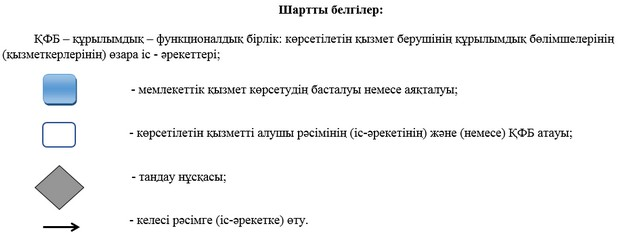 Шартты белгілер:
ҚФБ – құрылымдық – функционалдық бірлік: көрсетілетін қызмет берушінің құрылымдық бөлімшелерінің
(қызметкерлерінің) өзара іс - әрекеттері;
- мемлекеттік қызмет көрсетудің басталуы немесе аяқталуы;
- көрсетілетін қызметті алушы рәсімінің (іс-әрекетінің) және (немесе) ҚФБ атауы;
- таңдау нұсқасы;
- келесі рәсімге (іс-әрекетке) өту.